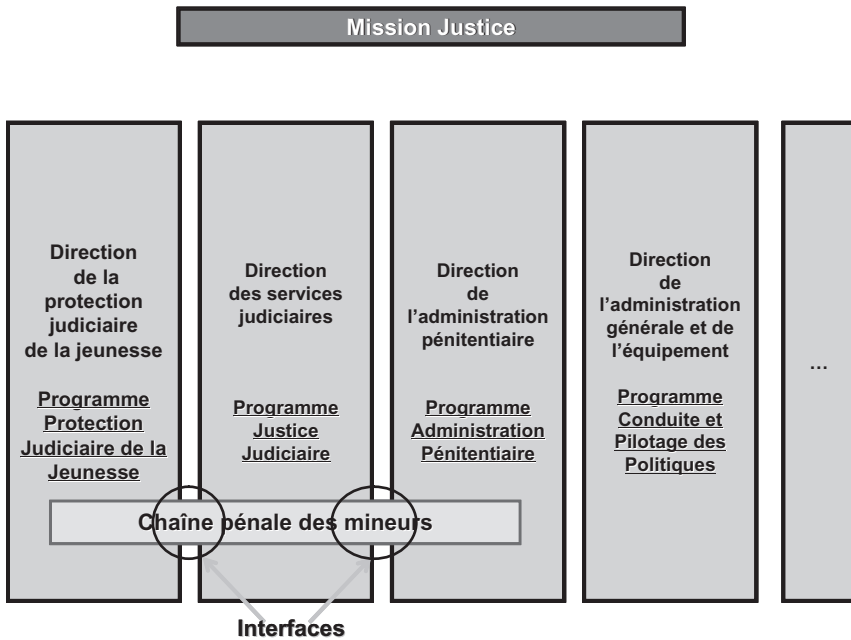 Mission Justice
Direction
de la
protection
judiciaire
de la jeunesse
Programme
Protection
Judiciaire de la
Jeunesse
Direction
des services
judiciaires
Programme
Justice
Judiciaire
Direction
de
l’administration
pénitentiaire
Programme
Administration
Pénitentiaire
Direction
de
l’administration
générale et de
l’équipement
Programme
Conduite et
Pilotage des
Politiques
...
Chaîne pénale des mineurs
Interfaces